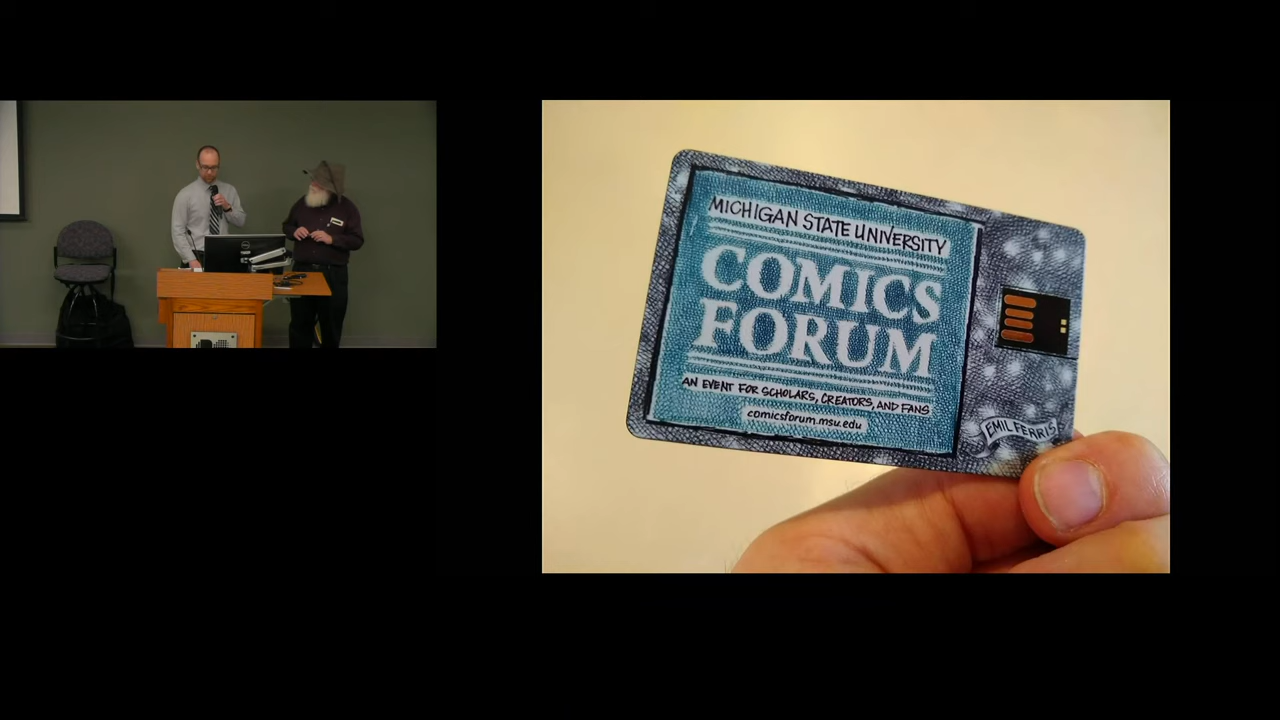 MICHIGAN STATE UNIVERSITY
COMICS
FORUM
AN EVENT FOR SCHOLARS, CREATORS, AND FANS
comicsforum.msu.edu
EMIL FERRIS